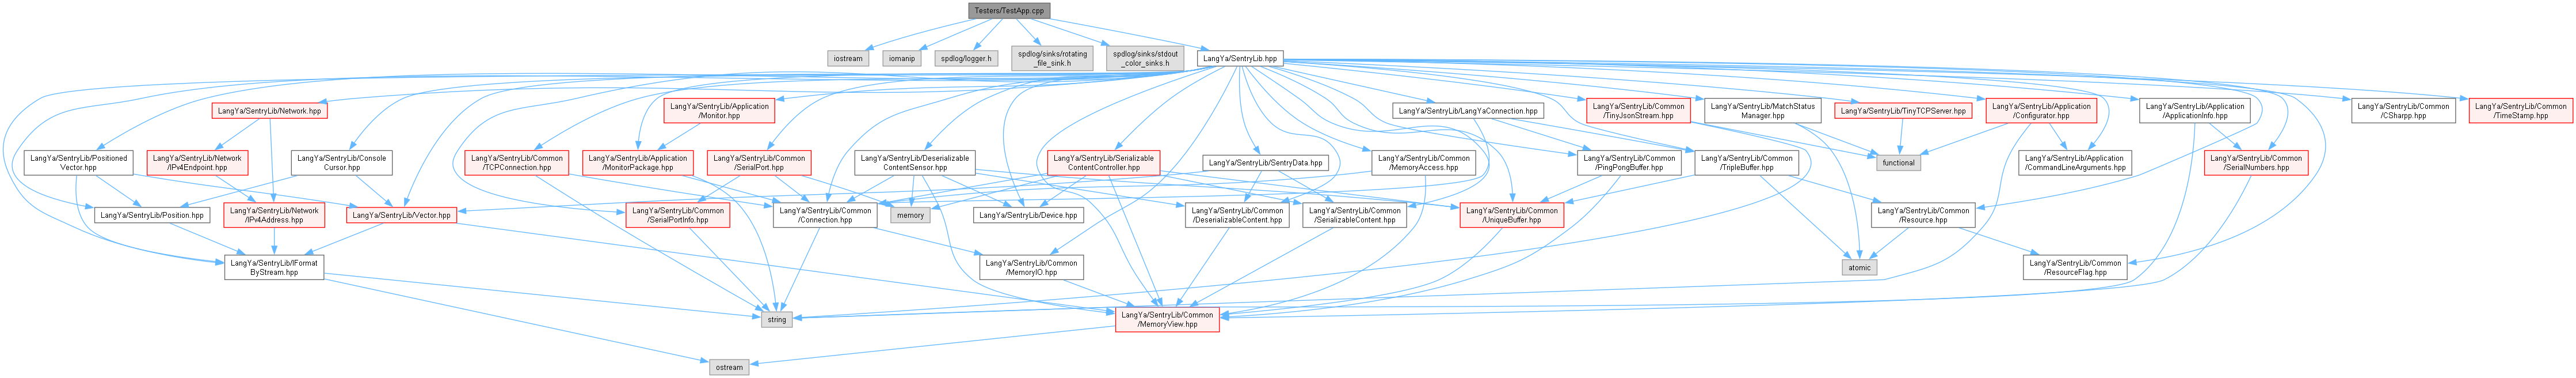 Testers/TestApp.cpp
iostream
iomanip
spdlog/logger.h
spdlog/sinks/rotating
_file_sink.h
spdlog/sinks/stdout
_color_sinks.h
LangYa/SentryLib.hpp
LangYa/SentryLib/Network.hpp
LangYa/SentryLib/Application
/Monitor.hpp
LangYa/SentryLib/LangYaConnection.hpp
LangYa/SentryLib/Common
/TinyJsonStream.hpp
LangYa/SentryLib/MatchStatus
Manager.hpp
LangYa/SentryLib/TinyTCPServer.hpp
LangYa/SentryLib/Application
/Configurator.hpp
LangYa/SentryLib/Application
/ApplicationInfo.hpp
LangYa/SentryLib/Common
/CSharpp.hpp
LangYa/SentryLib/Common
/TimeStamp.hpp
LangYa/SentryLib/Positioned
Vector.hpp
LangYa/SentryLib/Network
/IPv4Endpoint.hpp
LangYa/SentryLib/Console
Cursor.hpp
LangYa/SentryLib/Common
/TCPConnection.hpp
LangYa/SentryLib/Application
/MonitorPackage.hpp
LangYa/SentryLib/Common
/SerialPort.hpp
LangYa/SentryLib/Deserializable
ContentSensor.hpp
LangYa/SentryLib/Serializable
ContentController.hpp
LangYa/SentryLib/SentryData.hpp
LangYa/SentryLib/Common
/MemoryAccess.hpp
LangYa/SentryLib/Common
/PingPongBuffer.hpp
LangYa/SentryLib/Common
/TripleBuffer.hpp
functional
LangYa/SentryLib/Application
/CommandLineArguments.hpp
LangYa/SentryLib/Common
/SerialNumbers.hpp
LangYa/SentryLib/Position.hpp
LangYa/SentryLib/Network
/IPv4Address.hpp
LangYa/SentryLib/Vector.hpp
LangYa/SentryLib/Common
/SerialPortInfo.hpp
LangYa/SentryLib/Common
/Connection.hpp
memory
LangYa/SentryLib/Device.hpp
LangYa/SentryLib/Common
/DeserializableContent.hpp
LangYa/SentryLib/Common
/SerializableContent.hpp
LangYa/SentryLib/Common
/UniqueBuffer.hpp
LangYa/SentryLib/Common
/Resource.hpp
LangYa/SentryLib/IFormat
ByStream.hpp
LangYa/SentryLib/Common
/MemoryIO.hpp
atomic
LangYa/SentryLib/Common
/ResourceFlag.hpp
string
LangYa/SentryLib/Common
/MemoryView.hpp
ostream